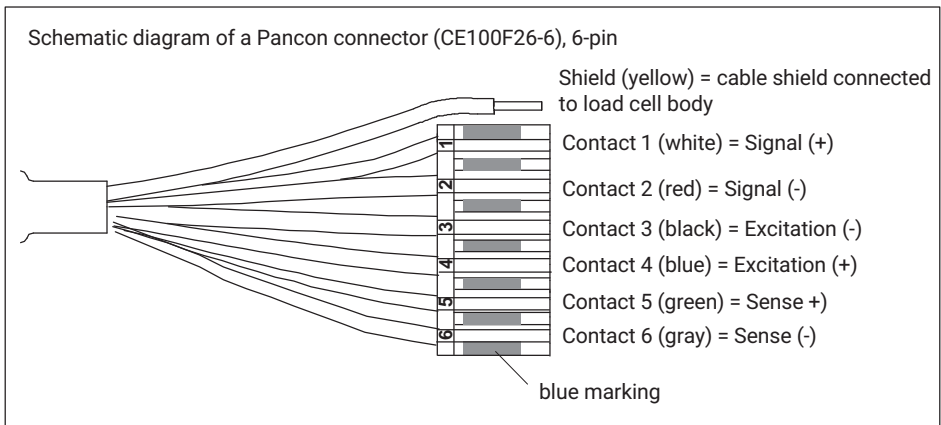 Schematic diagram of a Pancon connector (CE100F26-6), 6-pin
Shield (yellow) = cable shield connected
to load cell body
1
Contact 1 (white) = Signal (+)
2
Contact 2 (red) = Signal (-)
3
Contact 3 (black) = Excitation (-)
4
Contact 4 (blue) = Excitation (+)
5
Contact 5 (green) = Sense +)
6
Contact 6 (gray) = Sense (-)
blue marking